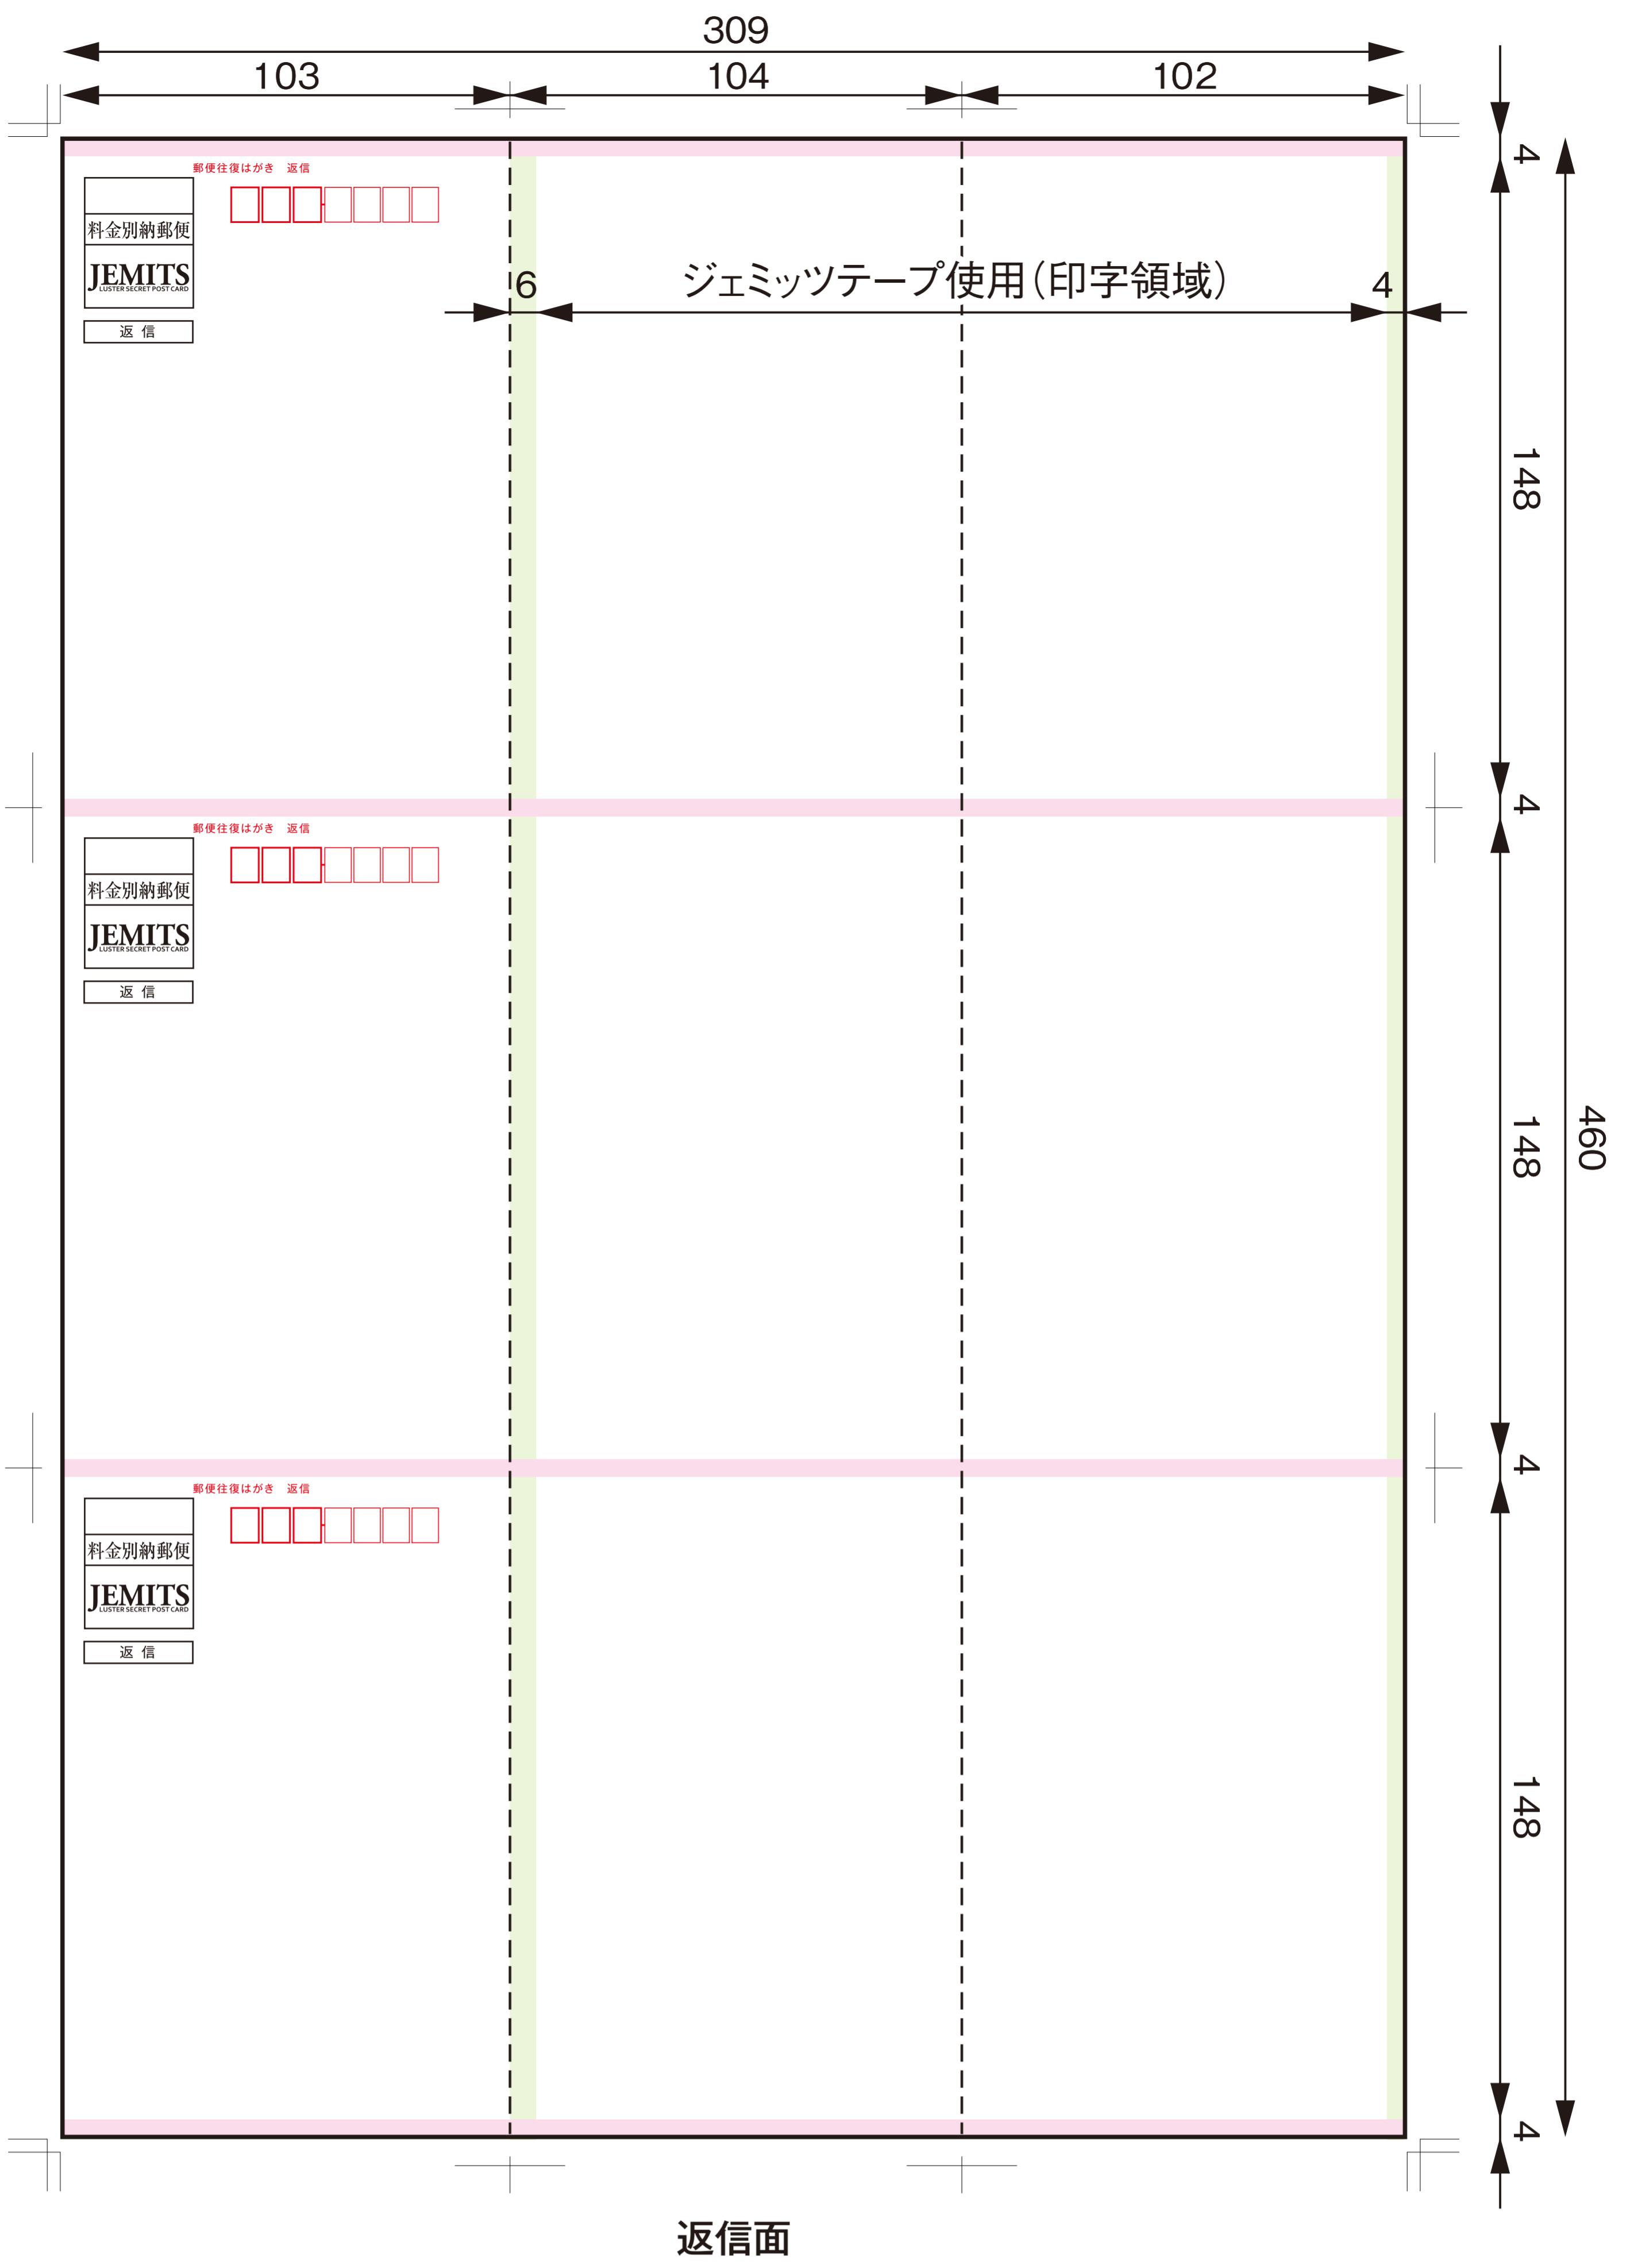 309
103
104
102
4
郵便往復はがき 返信
料金別納郵便
JEMITS
LUSTER SECRET POST CARD
返 信
6
ジェミッツテープ使用（印字領域）
4
148
4
郵便往復はがき 返信
料金別納郵便
JEMITS
LUSTER SECRET POST CARD
返 信
148
460
4
郵便往復はがき 返信
料金別納郵便
JEMITS
LUSTER SECRET POST CARD
返 信
148
4
返信面